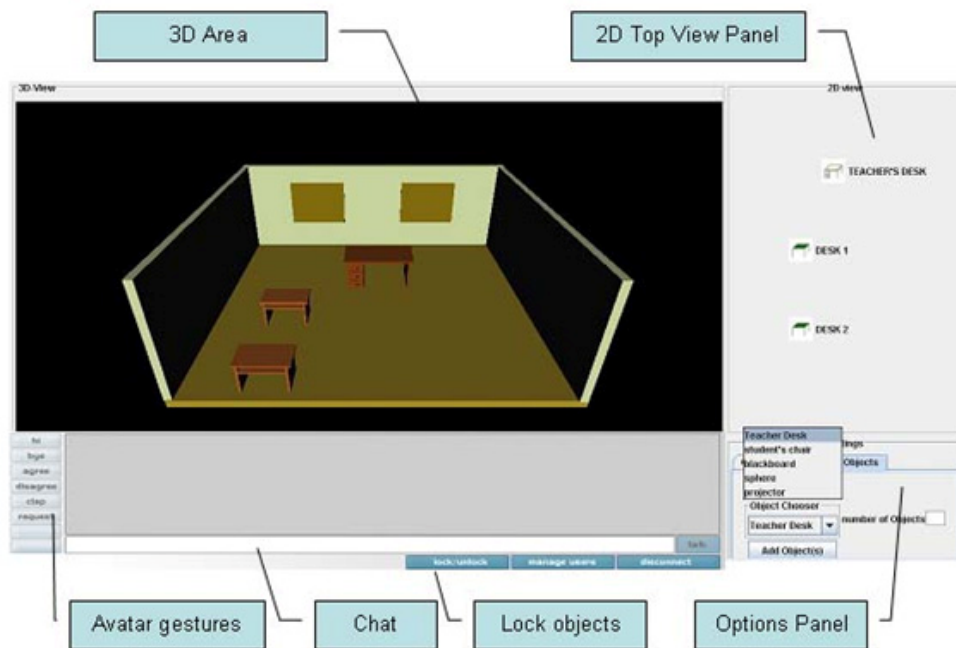 3D Area
2D Top View Panel
3D-View
2D view
TEACHER'S DESK
DESK 1
DESK 2
hi
bye
agree
disagree
clap
request
Teacher Desk
student's chair
blackboard
sphere
projector
Objects
Object Chooser
Teacher Desk
number of Objects
Add Object(s)
lock/unlock
manage users
disconnect
Avatar gestures
Chat
Lock objects
Options Panel